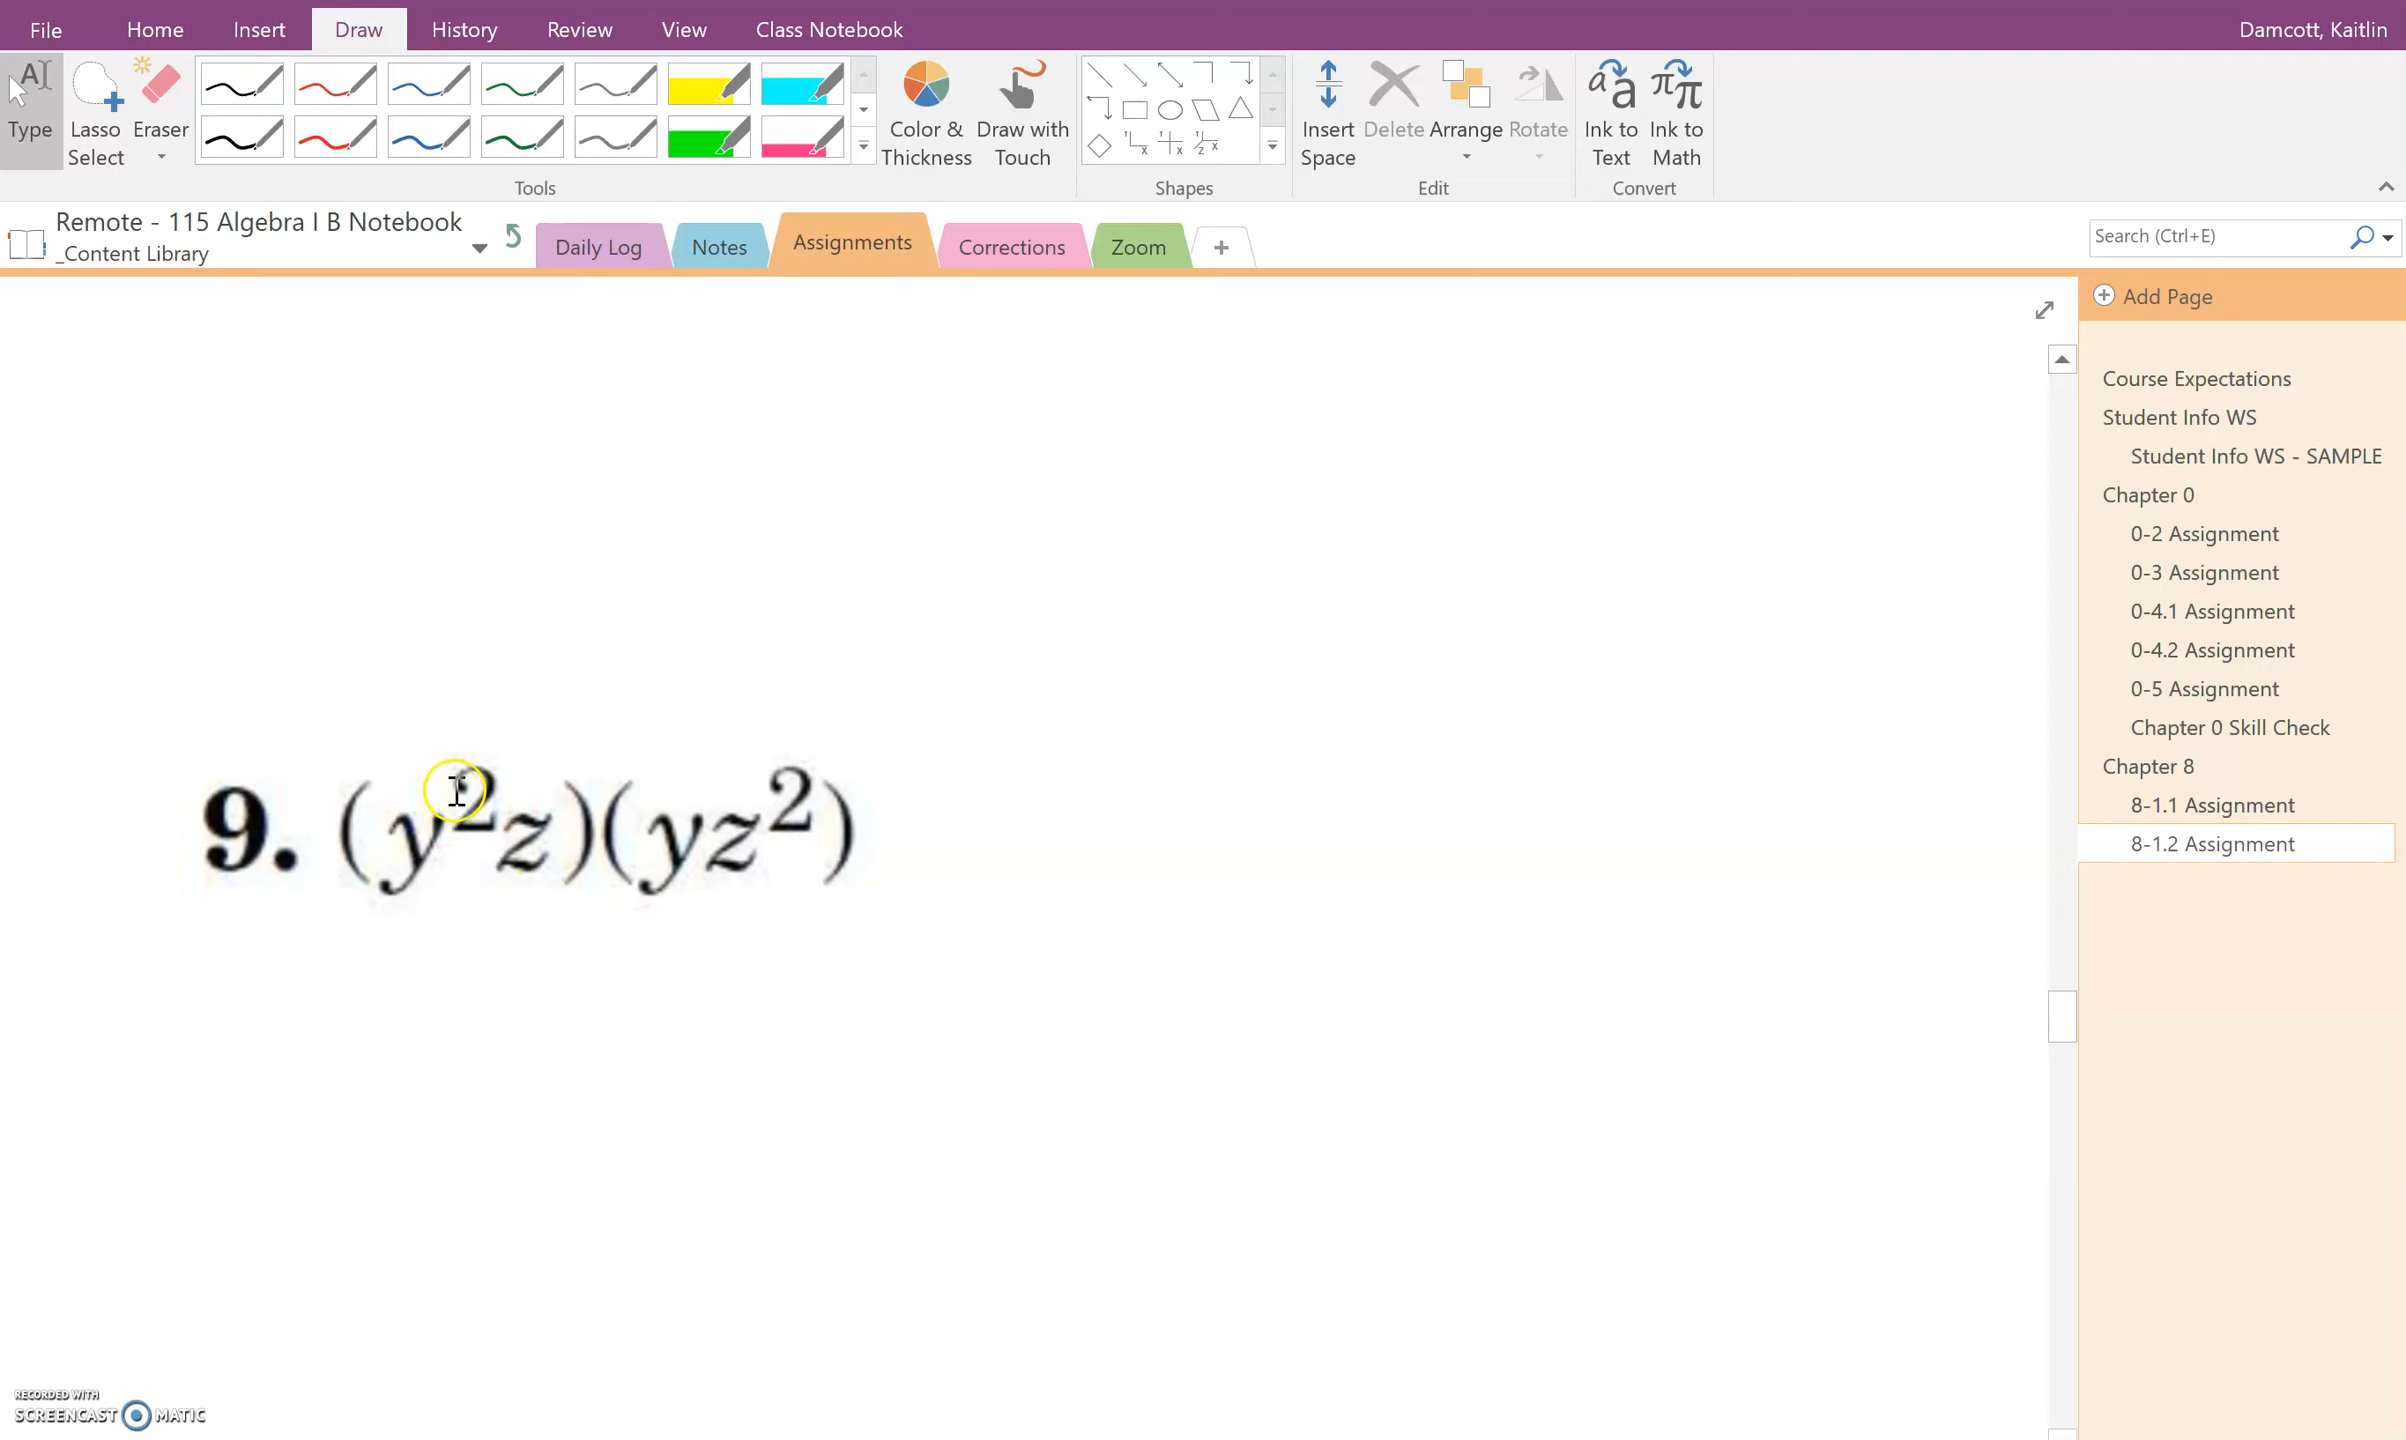 File Home Insert Draw History Review View Class Notebook Damcott, Kaitlin
Type Lasso Select Eraser Color & Thickness Draw with Touch Insert Space Delete Arrange Rotate Ink to Text Ink to Math
Tools Shapes Edit Convert
Remote - 115 Algebra I B Notebook
_Content Library
Daily Log Notes Assignments Corrections Zoom +
Search (Ctrl+E)
Add Page
Course Expectations
Student Info WS
Student Info WS - SAMPLE
Chapter 0
0-2 Assignment
0-3 Assignment
0-4.1 Assignment
0-4.2 Assignment
0-5 Assignment
Chapter 0 Skill Check
Chapter 8
8-1.1 Assignment
8-1.2 Assignment
9. (y²z)(yz²)
RECORDED WITH
SCREENCAST MATIC